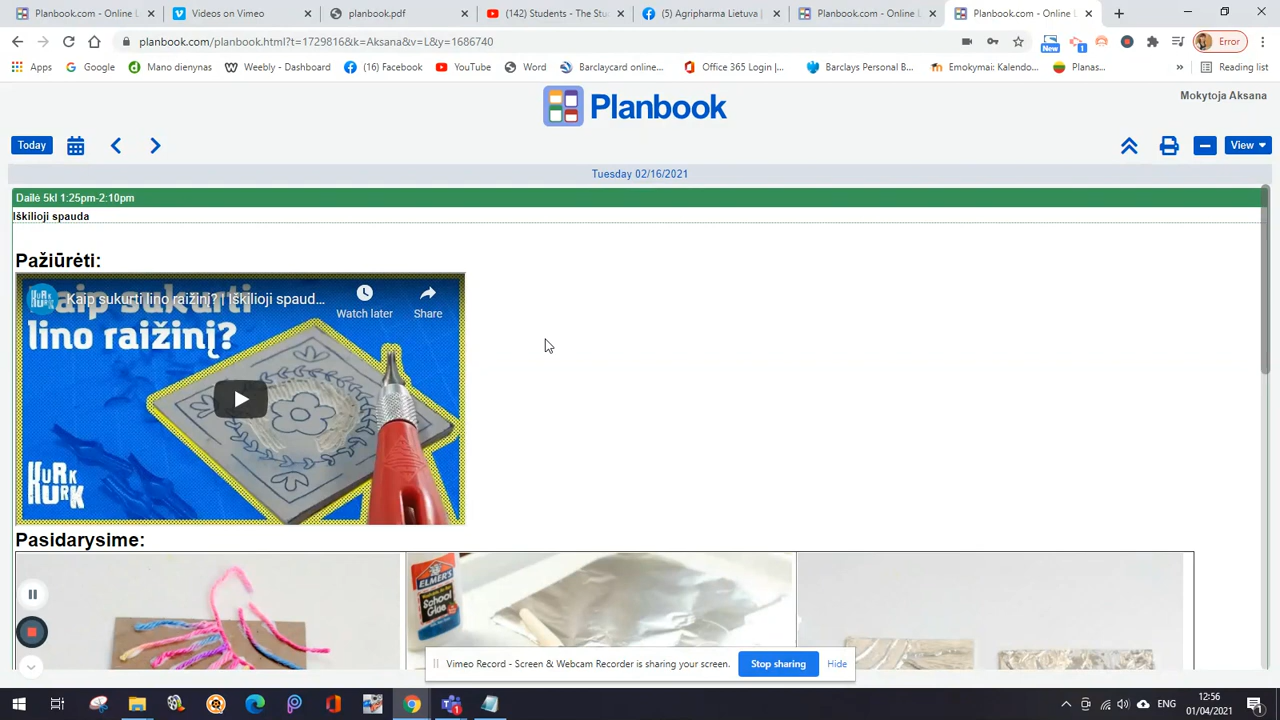 Planbook.com - Online L
Videos on Vimeo
planbook.pdf
(142) Students - The Stu
(5) Agripharma Lietuva |
Planbook.com - Online L
Planbook.com - Online L
planbook.com/planbook.html?t=1729816&k=Aksana&v=L&y=1686740
New
1
Error
Apps
Google
Mano dienynas
Weebly - Dashboard
(16) Facebook
YouTube
Word
Barclaycard online...
Office 365 Login |...
Barclays Personal B...
Emokymai: Kalendo...
Planas...
»
Reading list
Planbook
Mokytoja Aksana
Today
View
Tuesday 02/16/2021
Dailė 5kl 1:25pm-2:10pm
Iškilioji spauda
Pažiūrėti:
Kaip sukurti lino raižinį? | Iškilioji spaud...
Watch later
Share
Kaip sukurti
lino raižinį?
KURK
KURK
Pasidarysime:
ELMER'S
School
Glue
Vimeo Record - Screen & Webcam Recorder is sharing your screen.
Stop sharing
Hide
ENG
12:56
01/04/2021